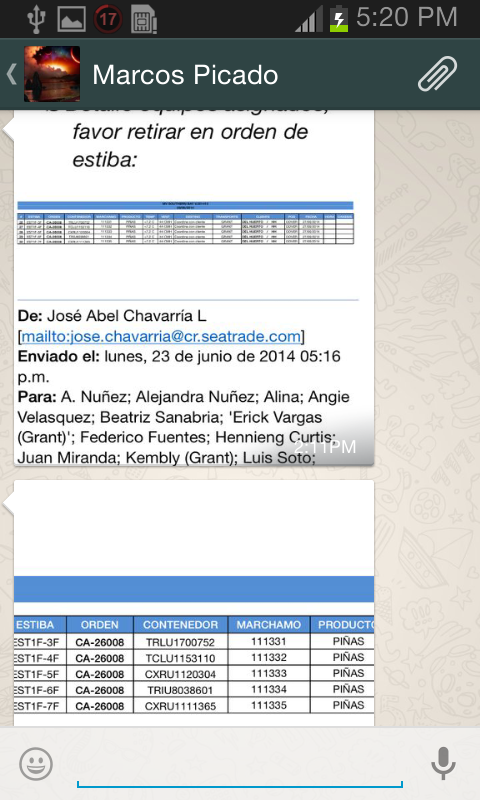 17
5:20 PM
Marcos Picado
favor retirar en orden de
estiba:
De: José Abel Chavarría L
[mailto:jose.chavarria@cr.seatrade.com]
Enviado el: lunes, 23 de junio de 2014 05:16
p.m.
Para: A. Nuñez; Alejandra Nuñez; Alina; Angie
Velasquez; Beatriz Sanabria; 'Erick Vargas
(Grant)'; Federico Fuentes; Hennieng Curtis;
Juan Miranda; Kembly (Grant); Luis Soto;
2:11PM
ESTIBA ORDEN CONTENEDOR MARCHAMO PRODUCTO
EST1F-3F CA-26008 TRLU1700752 111331 PIÑAS
EST1F-4F CA-26008 TCLU1153110 111332 PIÑAS
EST1F-5F CA-26008 CXRU1120304 111333 PIÑAS
EST1F-6F CA-26008 TRIU8038601 111334 PIÑAS
EST1F-7F CA-26008 CXRU1111365 111335 PIÑAS